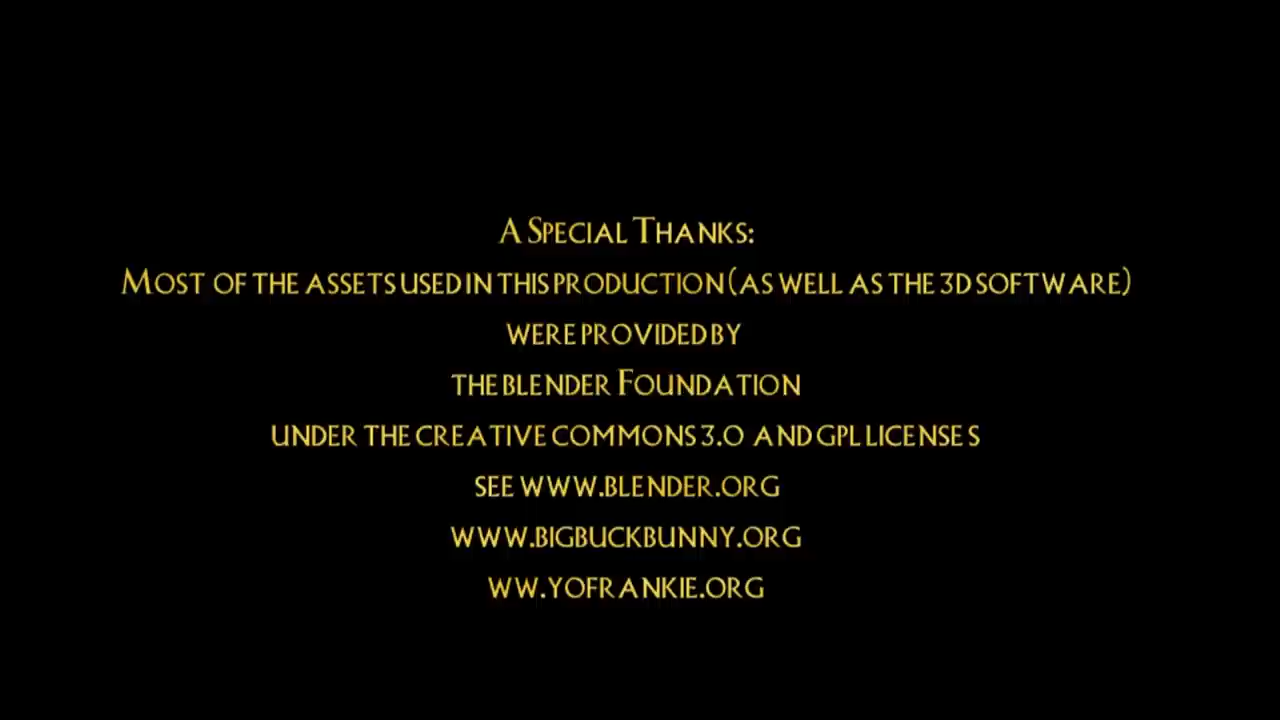 A Special Thanks:
Most of the assets used in this production (as well as the 3D software)
were provided by
the blender Foundation
under the creative commons 3.0 and gpl licenses
see www.blender.org
www.bigbuckbunny.org
ww.yofrankie.org